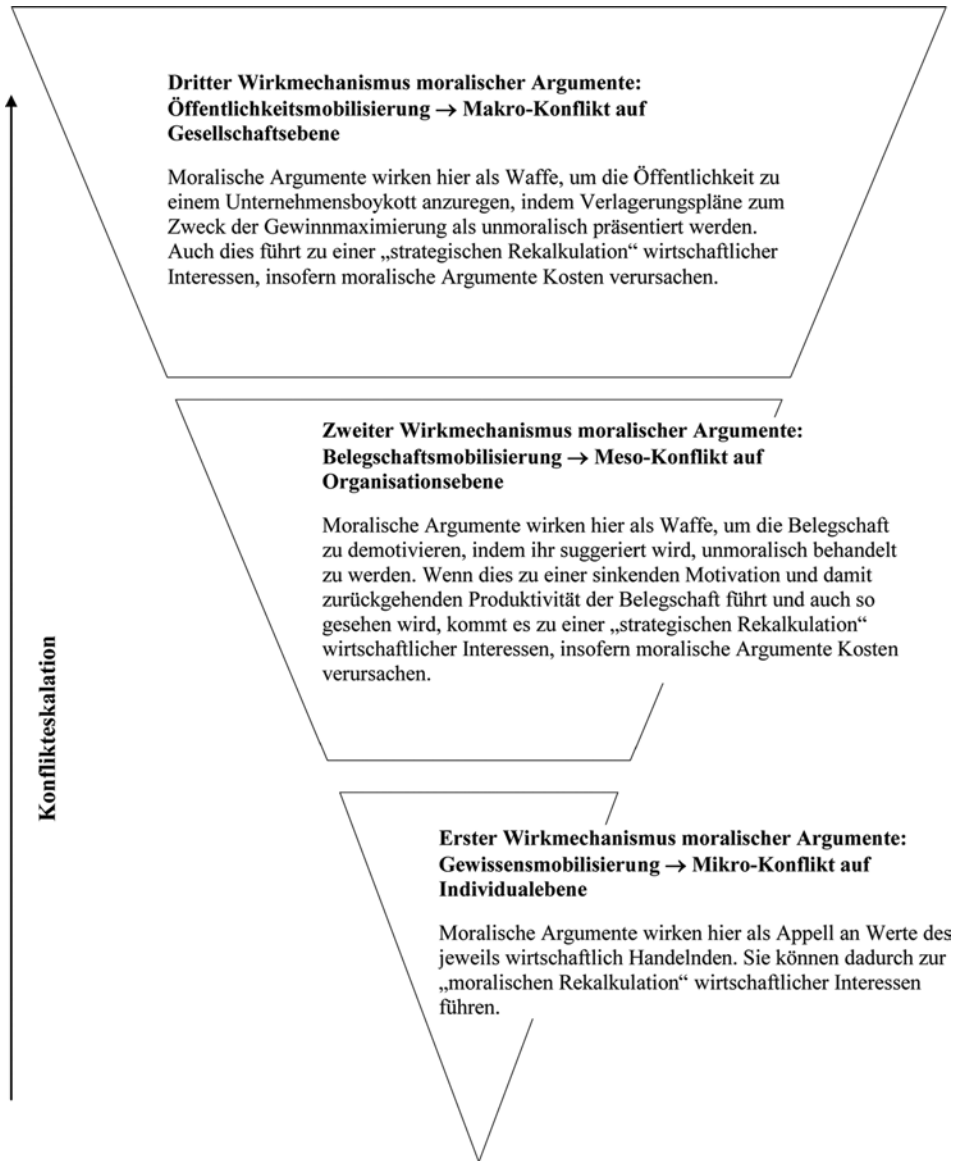 Dritter Wirkmechanismus moralischer Argumente:
Öffentlichkeitsmobilisierung → Makro-Konflikt auf
Gesellschaftsebene
Moralische Argumente wirken hier als Waffe, um die Öffentlichkeit zu
einem Unternehmensboykott anzuregen, indem Verlagerungspläne zum
Zweck der Gewinnmaximierung als unmoralisch präsentiert werden.
Auch dies führt zu einer „strategischen Rekalkulation“ wirtschaftlicher
Interessen, insofern moralische Argumente Kosten verursachen.
Zweiter Wirkmechanismus moralischer Argumente:
Belegschaftsmobilisierung → Meso-Konflikt auf
Organisationsebene
Moralische Argumente wirken hier als Waffe, um die Belegschaft
zu demotivieren, indem ihr suggeriert wird, unmoralisch behandelt
zu werden. Wenn dies zu einer sinkenden Motivation und damit
zurückgehenden Produktivität der Belegschaft führt und auch so
gesehen wird, kommt es zu einer „strategischen Rekalkulation“
wirtschaftlicher Interessen, insofern moralische Argumente Kosten
verursachen.
Konflikteskalation
Erster Wirkmechanismus moralischer Argumente:
Gewissensmobilisierung → Mikro-Konflikt auf
Individualebene
Moralische Argumente wirken hier als Appell an Werte des
jeweils wirtschaftlich Handelnden. Sie können dadurch zur
„moralischen Rekalkulation“ wirtschaftlicher Interessen
führen.